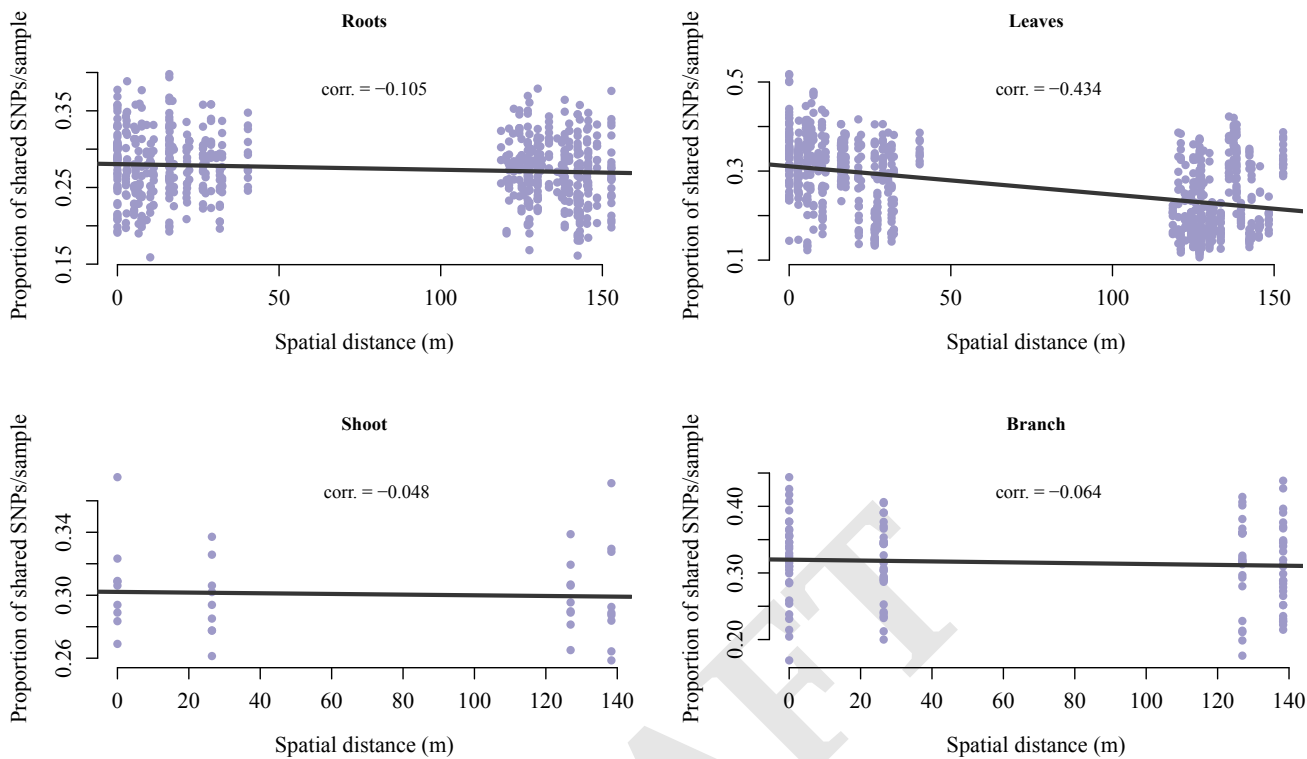 Roots
corr. = −0.105
Proportion of shared SNPs/sample
0.35
0.25
0.15
0 50 100 150
Spatial distance (m)
Leaves
corr. = −0.434
Proportion of shared SNPs/sample
0.5
0.3
0.1
0 50 100 150
Spatial distance (m)
Shoot
corr. = −0.048
Proportion of shared SNPs/sample
0.34
0.30
0.26
0 20 40 60 80 100 120 140
Spatial distance (m)
Branch
corr. = −0.064
Proportion of shared SNPs/sample
0.40
0.30
0.20
0 20 40 60 80 100 120 140
Spatial distance (m)
AFT